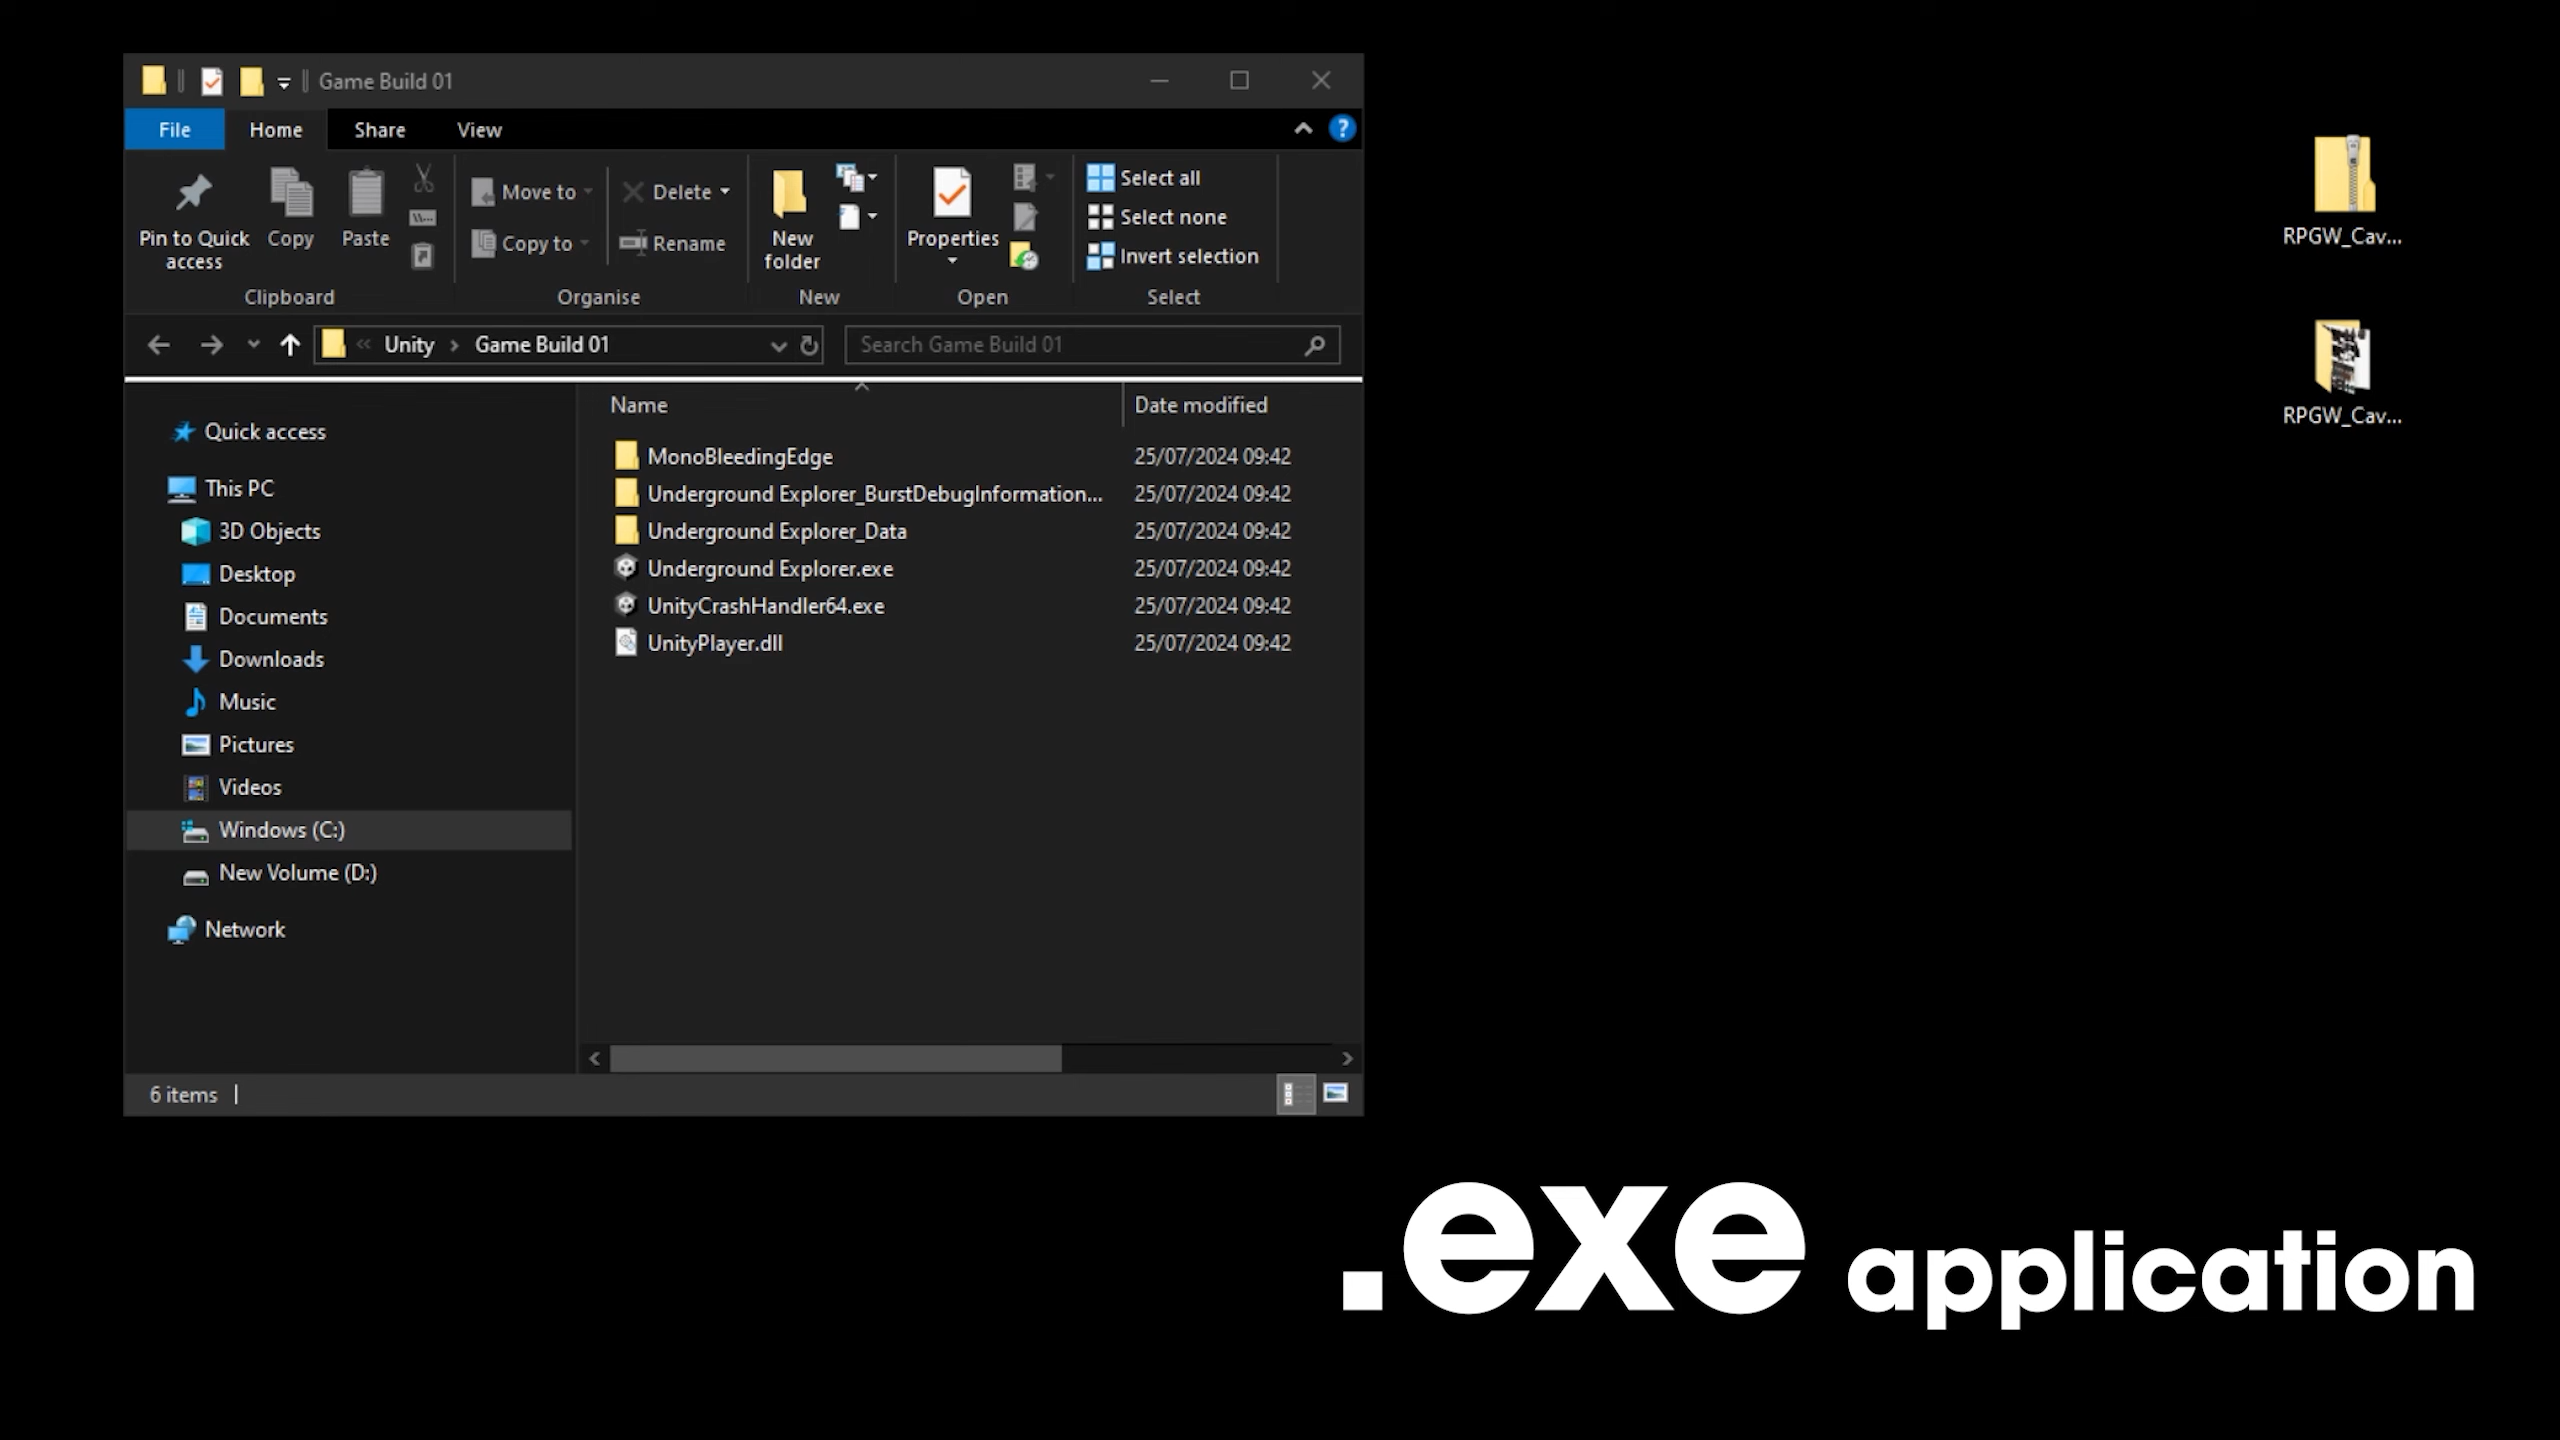 Game Build 01
File Home Share View
Pin to Quick access
Copy
Paste
Move to
Copy to
Delete
Rename
New folder
Properties
Select all
Select none
Invert selection
Clipboard Organise New Open Select
Unity > Game Build 01
Search Game Build 01
Name Date modified
Quick access
This PC
3D Objects
Desktop
Documents
Downloads
Music
Pictures
Videos
Windows (C:)
New Volume (D:)
Network
MonoBleedingEdge 25/07/2024 09:42
Underground Explorer_BurstDebugInformation... 25/07/2024 09:42
Underground Explorer_Data 25/07/2024 09:42
Underground Explorer.exe 25/07/2024 09:42
UnityCrashHandler64.exe 25/07/2024 09:42
UnityPlayer.dll 25/07/2024 09:42
6 items
RPGW_Cav...
RPGW_Cav...
.exe application